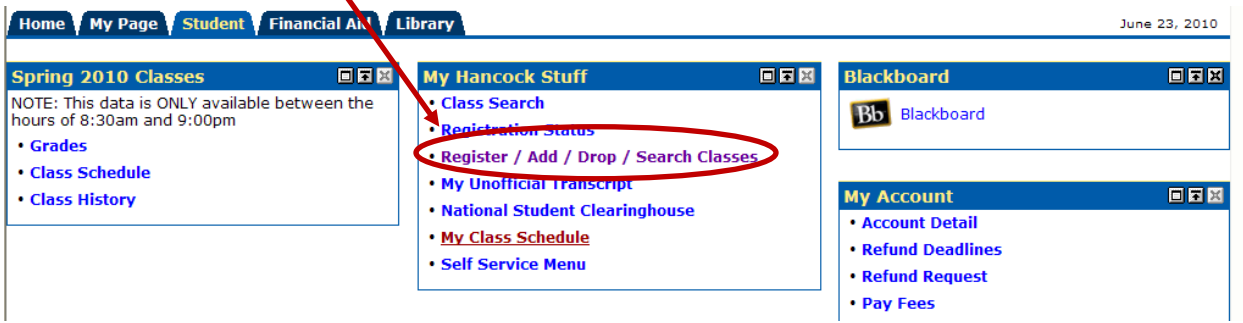 Home My Page Student Financial Aid Library
June 23, 2010
Spring 2010 Classes
NOTE: This data is ONLY available between the
hours of 8:30am and 9:00pm
• Grades
• Class Schedule
• Class History
My Hancock Stuff
• Class Search
• Registration Status
• Register / Add / Drop / Search Classes
• My Unofficial Transcript
• National Student Clearinghouse
• My Class Schedule
• Self Service Menu
Blackboard
Bb Blackboard
My Account
• Account Detail
• Refund Deadlines
• Refund Request
• Pay Fees